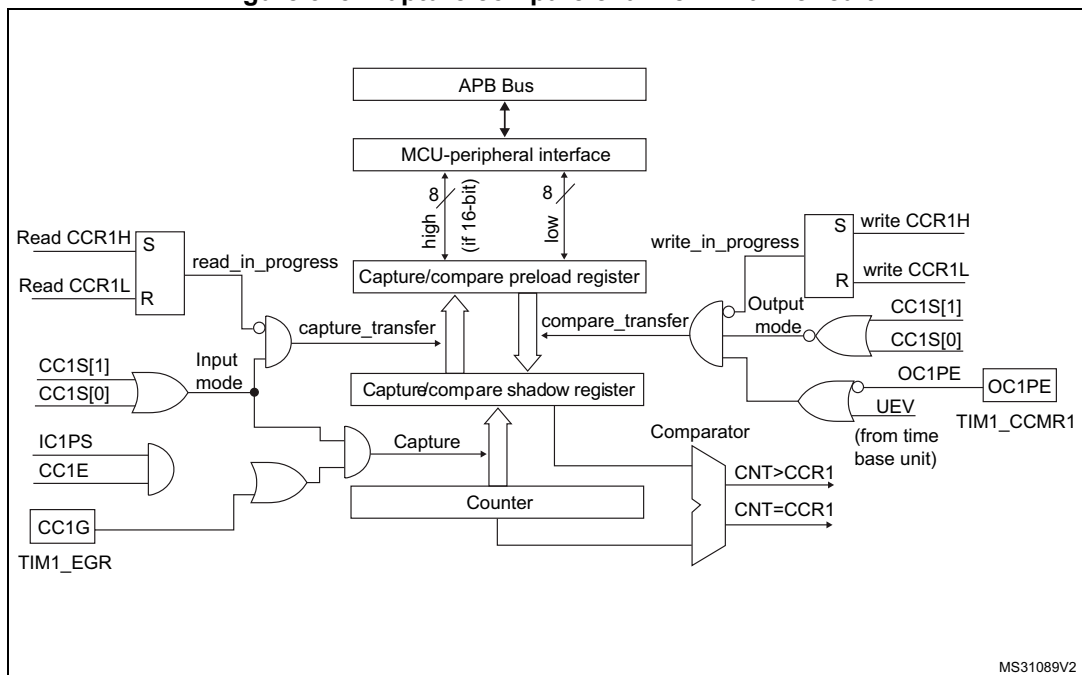 APB Bus
MCU-peripheral interface
8
high
(if 16-bit)
8
low
Read CCR1H
S
Read CCR1L
R
read_in_progress
write_in_progress
S
write CCR1H
R
write CCR1L
Capture/compare preload register
capture_transfer
compare_transfer
Output
mode
CC1S[1]
CC1S[0]
CC1S[1]
CC1S[0]
Input
mode
Capture/compare shadow register
OC1PE
OC1PE
UEV
TIM1_CCMR1
(from time
base unit)
IC1PS
CC1E
Capture
Comparator
CNT>CCR1
CNT=CCR1
Counter
CC1G
TIM1_EGR
MS31089V2